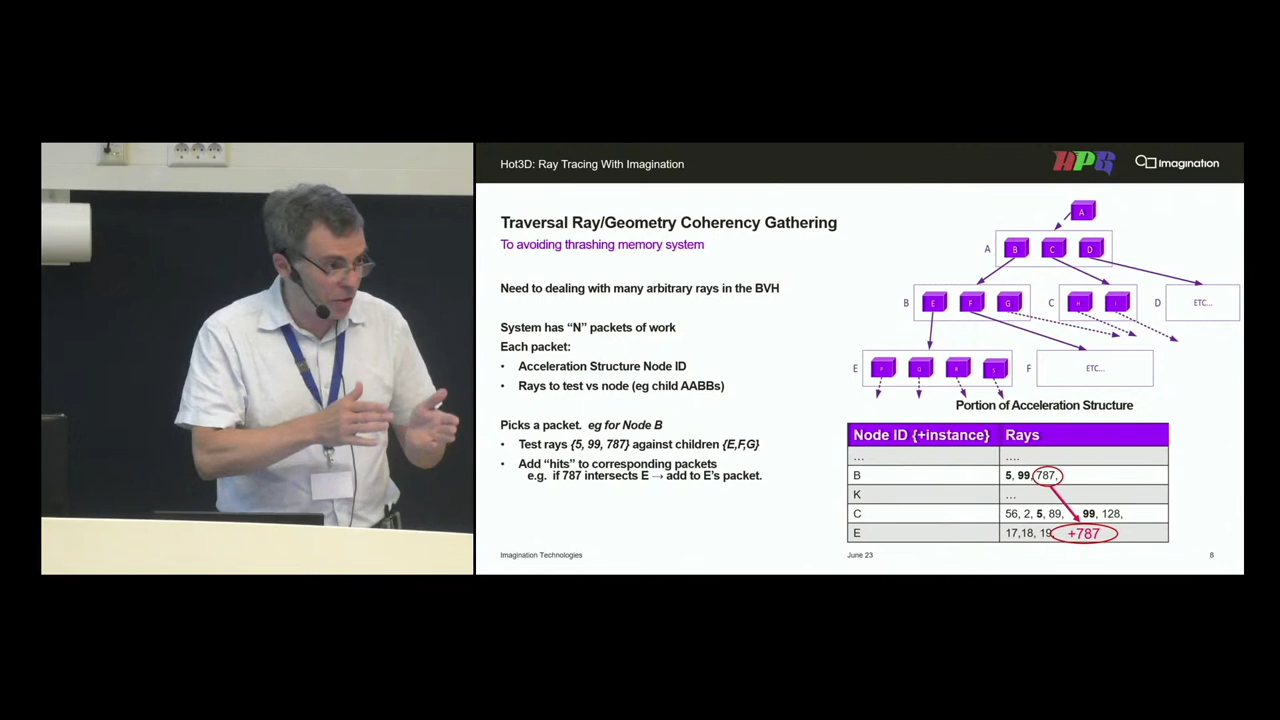 Hot3D: Ray Tracing With Imagination
HPG
Imagination
Traversal Ray/Geometry Coherency Gathering
To avoiding thrashing memory system
Need to dealing with many arbitrary rays in the BVH
System has “N” packets of work
Each packet:
• Acceleration Structure Node ID
• Rays to test vs node (eg child AABBs)
Picks a packet. eg for Node B
• Test rays {5, 99, 787} against children {E,F,G}
• Add “hits” to corresponding packets
e.g. if 787 intersects E → add to E's packet.
A
A B C D
B E F G C H I D ETC...
E P Q R S F ETC...
Portion of Acceleration Structure
Node ID {+instance} Rays
... ....
B 5, 99, 787,
K ...
C 56, 2, 5, 89, 99, 128,
E 17,18, 19, +787
Imagination Technologies June 23 8